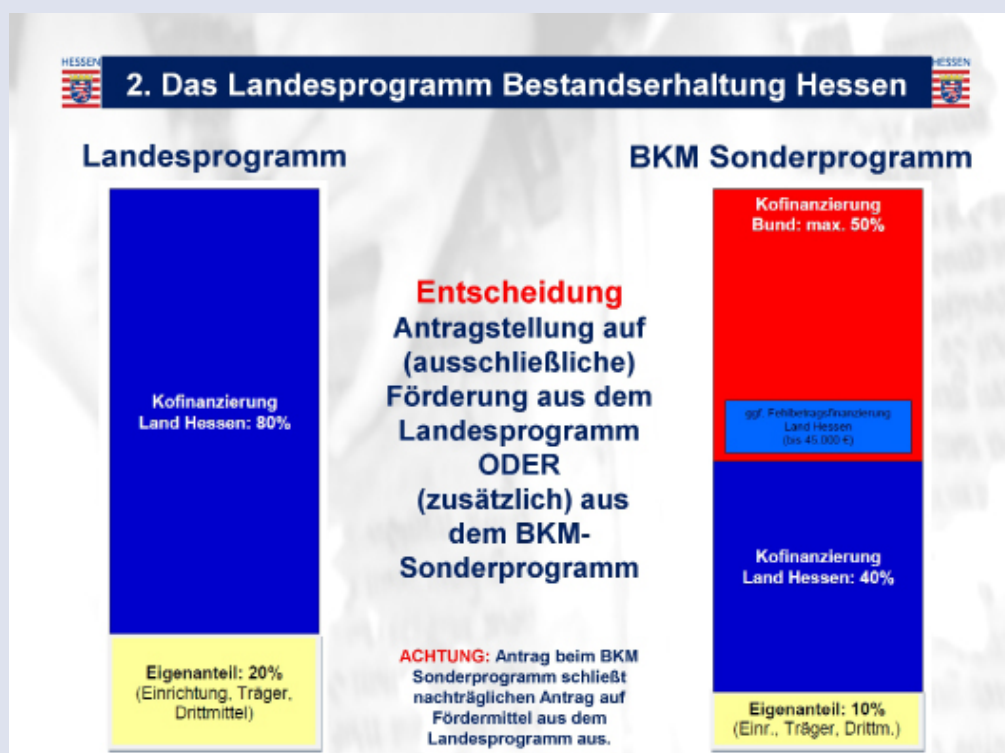 HESSEN
2. Das Landesprogramm Bestandserhaltung Hessen
HESSEN
Landesprogramm
Kofinanzierung
Land Hessen: 80%
Eigenanteil: 20%
(Einrichtung, Träger,
Drittmittel)
Entscheidung
Antragstellung auf
(ausschließliche)
Förderung aus dem
Landesprogramm
ODER
(zusätzlich) aus
dem BKM-
Sonderprogramm
ACHTUNG: Antrag beim BKM
Sonderprogramm schließt
nachträglichen Antrag auf
Fördermittel aus dem
Landesprogramm aus.
BKM Sonderprogramm
Kofinanzierung
Bund: max. 50%
ggf. Fehlbetragsfinanzierung
Land Hessen
(bis 45.000 €)
Kofinanzierung
Land Hessen: 40%
Eigenanteil: 10%
(Einr., Träger, Drittm.)